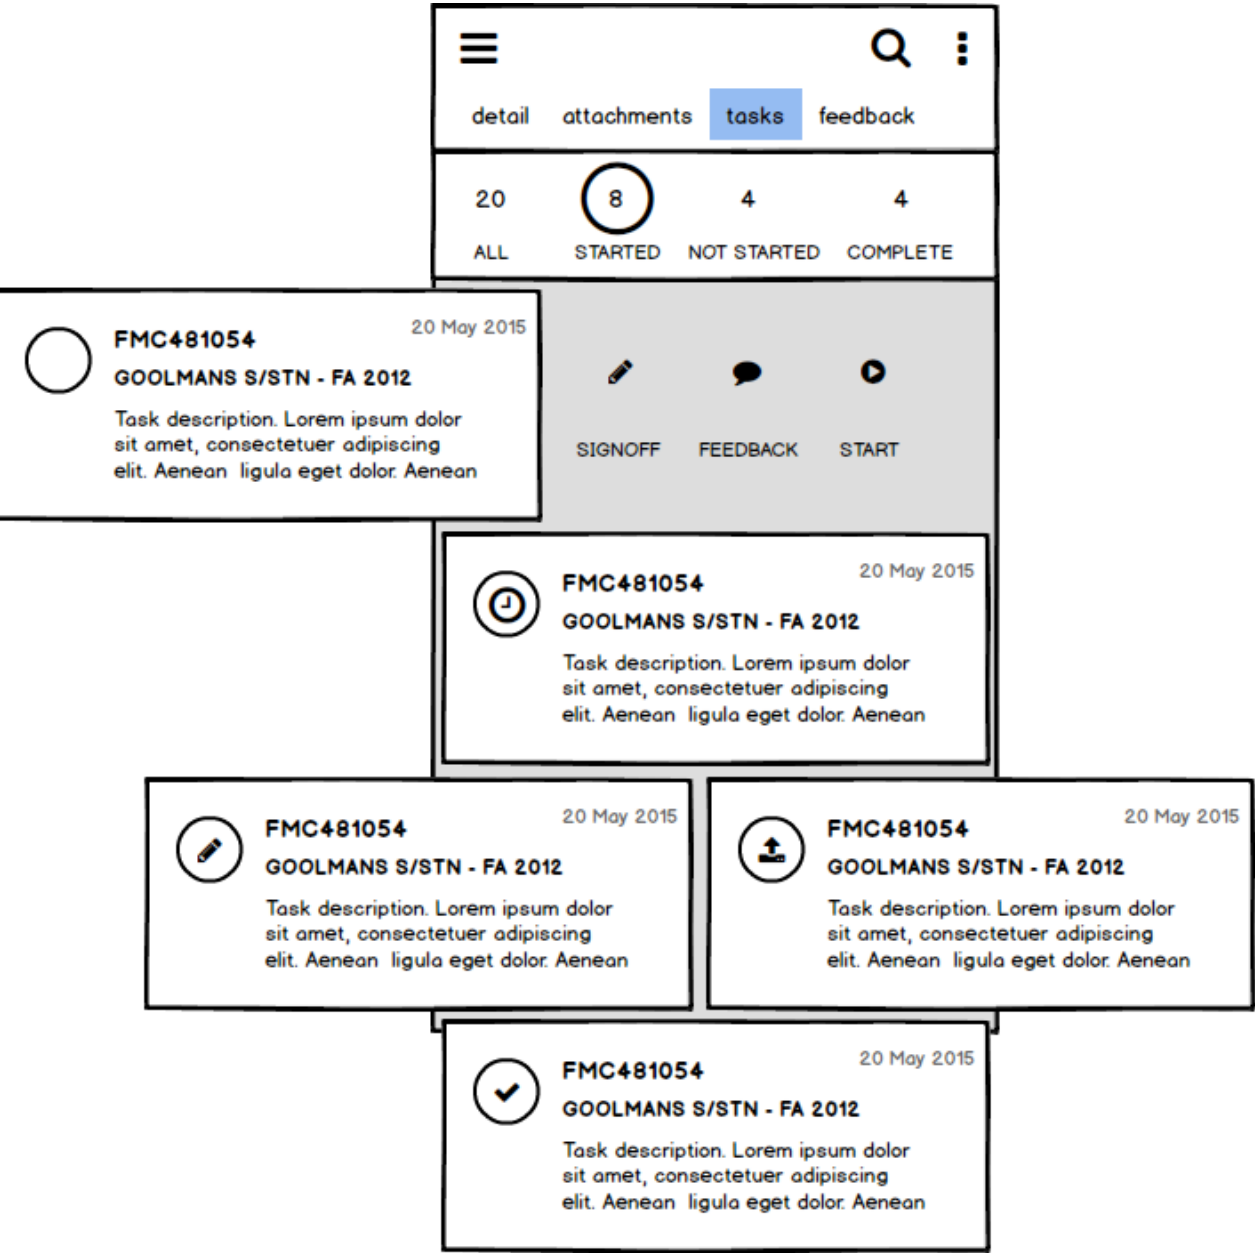 detail attachments tasks feedback
20 8 4 4
ALL STARTED NOT STARTED COMPLETE
20 May 2015
FMC481054
GOOLMANS S/STN - FA 2012
Task description. Lorem ipsum dolor
sit amet, consectetuer adipiscing
elit. Aenean ligula eget dolor. Aenean
SIGNOFF FEEDBACK START
20 May 2015
FMC481054
GOOLMANS S/STN - FA 2012
Task description. Lorem ipsum dolor
sit amet, consectetuer adipiscing
elit. Aenean ligula eget dolor. Aenean
20 May 2015
FMC481054
GOOLMANS S/STN - FA 2012
Task description. Lorem ipsum dolor
sit amet, consectetuer adipiscing
elit. Aenean ligula eget dolor. Aenean
20 May 2015
FMC481054
GOOLMANS S/STN - FA 2012
Task description. Lorem ipsum dolor
sit amet, consectetuer adipiscing
elit. Aenean ligula eget dolor. Aenean
20 May 2015
FMC481054
GOOLMANS S/STN - FA 2012
Task description. Lorem ipsum dolor
sit amet, consectetuer adipiscing
elit. Aenean ligula eget dolor. Aenean